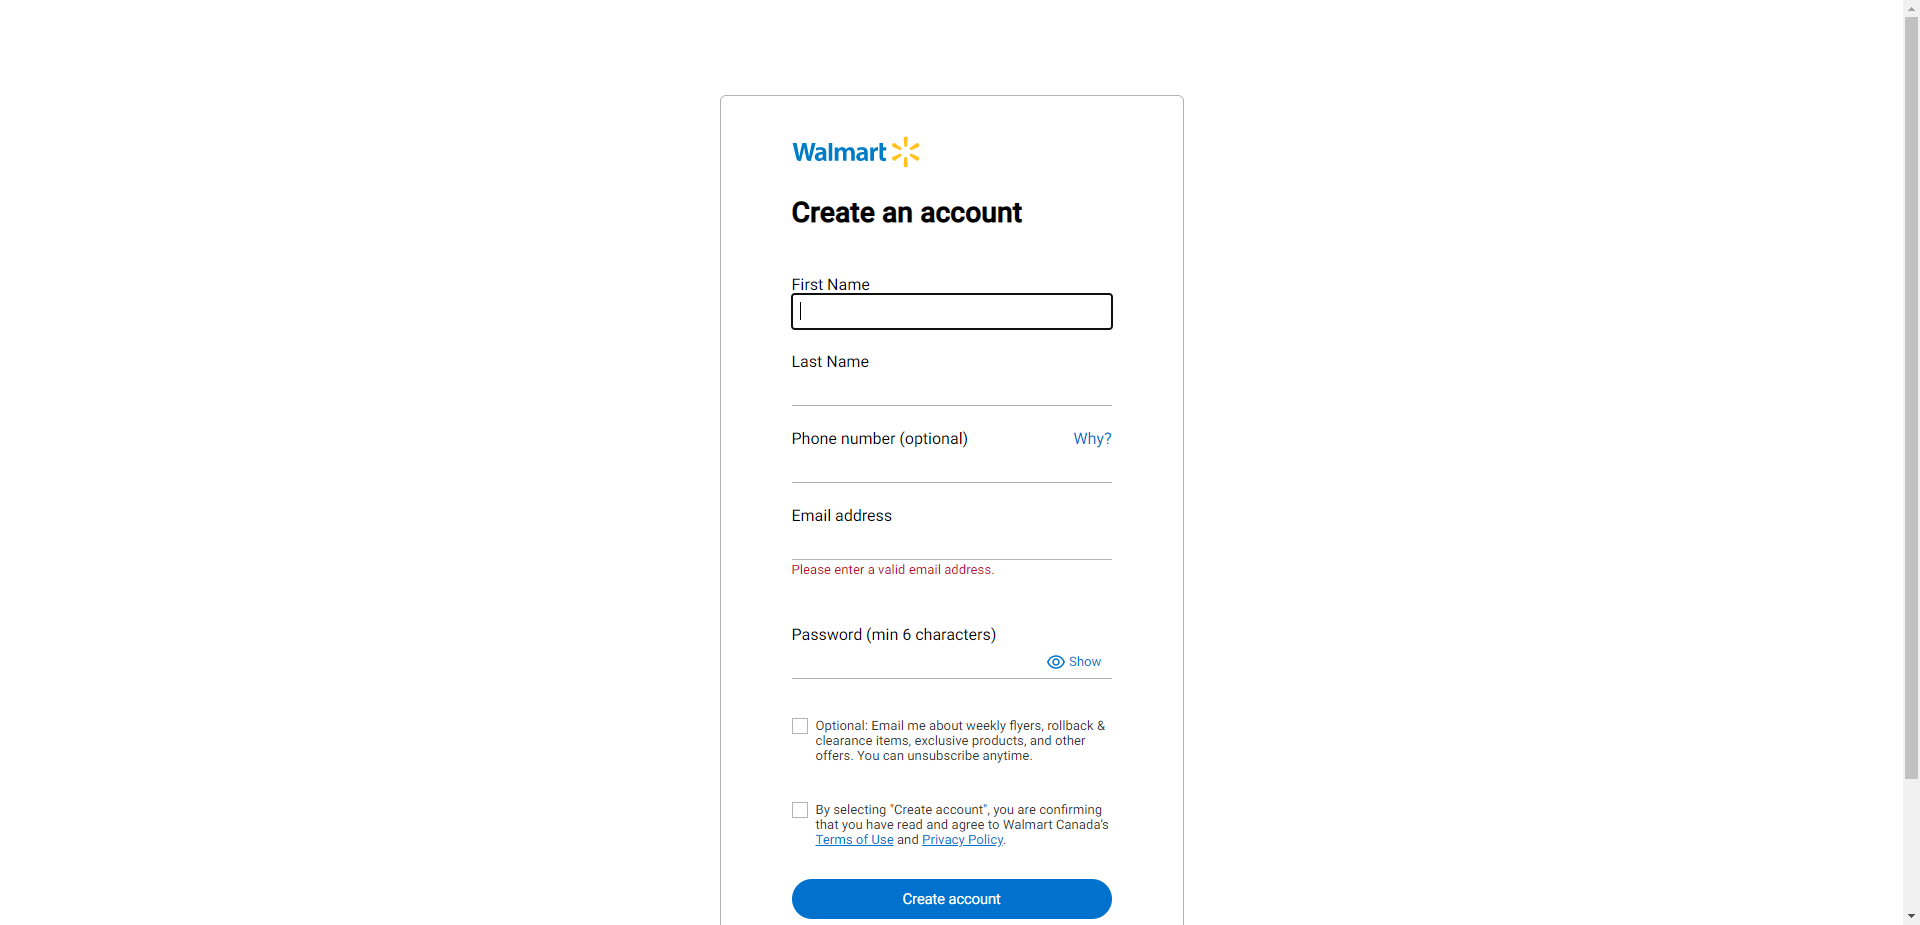 Walmart
Create an account
First Name
Last Name
Phone number (optional) Why?
Email address
Please enter a valid email address.
Password (min 6 characters)
Show
Optional: Email me about weekly flyers, rollback &
clearance items, exclusive products, and other
offers. You can unsubscribe anytime.
By selecting "Create account", you are confirming
that you have read and agree to Walmart Canada's
Terms of Use and Privacy Policy.
Create account